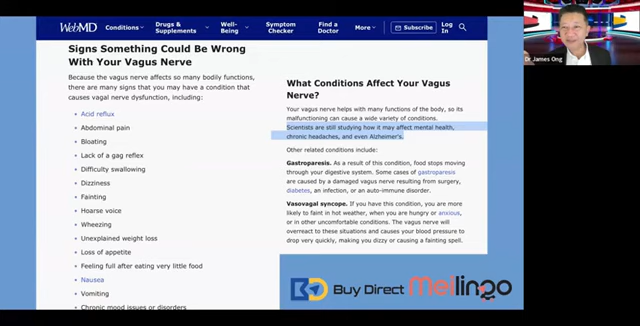 WebMD
Conditions
Drugs & Supplements
Well-Being
Symptom Checker
Find a Doctor
More
Subscribe
Log In
Signs Something Could Be Wrong
With Your Vagus Nerve
Because the vagus nerve affects so many bodily functions,
there are many signs that you may have a condition that
causes vagal nerve dysfunction, including:
Acid reflux
Abdominal pain
Bloating
Lack of a gag reflex
Difficulty swallowing
Dizziness
Fainting
Hoarse voice
Wheezing
Unexplained weight loss
Loss of appetite
Feeling full after eating very little food
Nausea
Vomiting
Chronic mood issues or disorders
What Conditions Affect Your Vagus
Nerve?
Your vagus nerve helps with many functions of the body, so its
malfunctioning can cause a wide variety of conditions.
Scientists are still studying how it may affect mental health,
chronic headaches, and even Alzheimer's.
Other related conditions include:
Gastroparesis. As a result of this condition, food stops moving
through your digestive system. Some cases of gastroparesis
are caused by a damaged vagus nerve resulting from surgery,
diabetes, an infection, or an auto-immune disorder.
Vasovagal syncope. If you have this condition, you are more
likely to faint in hot weather, when you are hungry or anxious,
or in other uncomfortable conditions. The vagus nerve will
overreact to these situations and causes your blood pressure to
drop very quickly, making you dizzy or causing a fainting spell.
Buy Direct
Mellingo
Dr James Ong